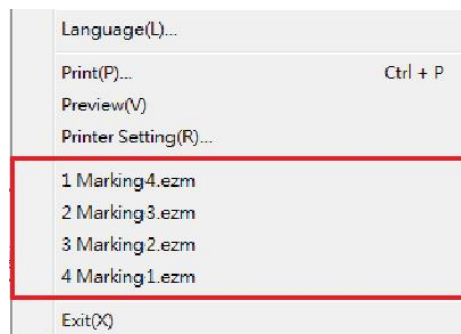 Language(L)...
Print(P)... Ctrl + P
Preview(V)
Printer Setting(R)...
1 Marking4.ezm
2 Marking3.ezm
3 Marking2.ezm
4 Marking1.ezm
Exit(X)